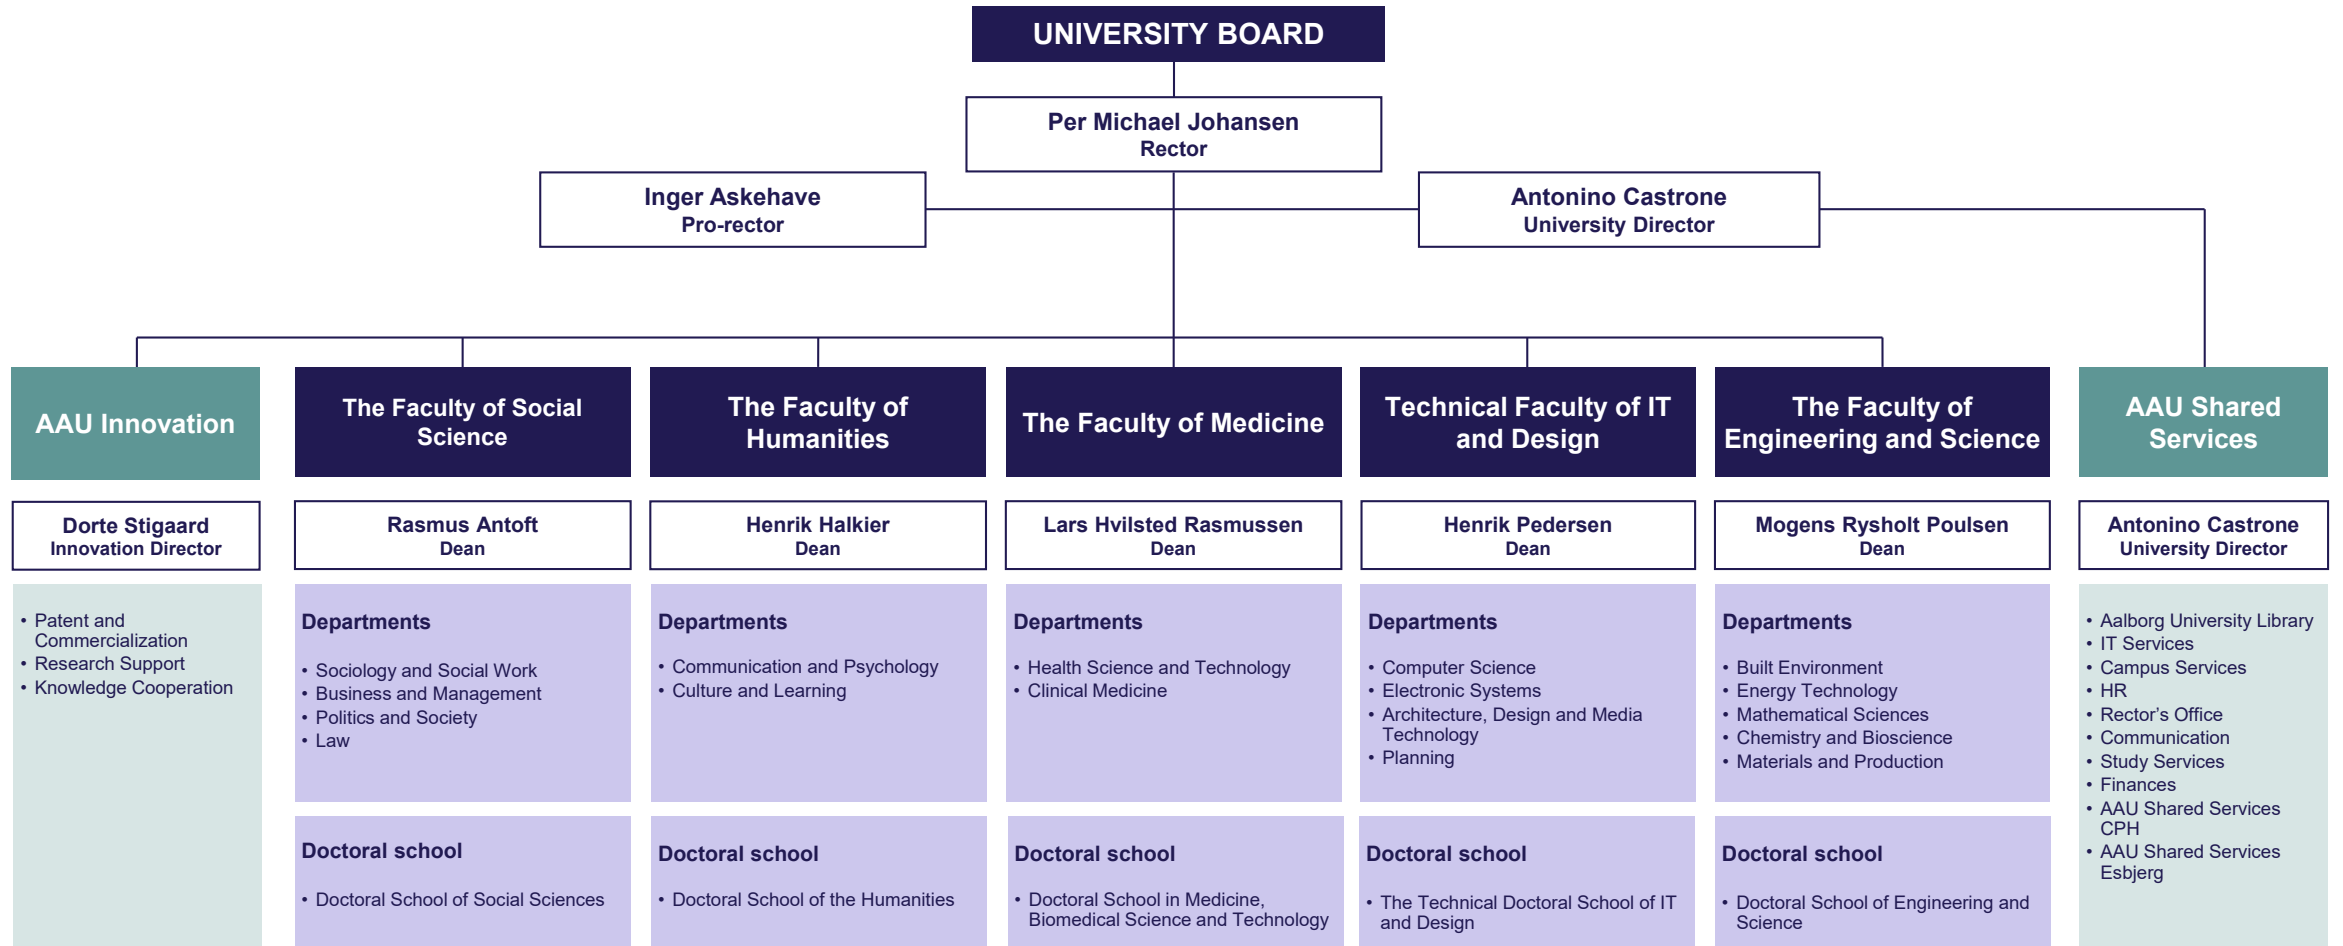 UNIVERSITY BOARD
Per Michael Johansen
Rector
Inger Askehave
Pro-rector
Antonino Castrone
University Director
AAU Innovation
Dorte Stigaard
Innovation Director
• Patent and
Commercialization
• Research Support
• Knowledge Cooperation
The Faculty of Social
Science
Rasmus Antoft
Dean
Departments
• Sociology and Social Work
• Business and Management
• Politics and Society
• Law
Doctoral school
• Doctoral School of Social Sciences
The Faculty of
Humanities
Henrik Halkier
Dean
Departments
• Communication and Psychology
• Culture and Learning
Doctoral school
• Doctoral School of the Humanities
The Faculty of Medicine
Lars Hvilsted Rasmussen
Dean
Departments
• Health Science and Technology
• Clinical Medicine
Doctoral school
• Doctoral School in Medicine,
Biomedical Science and Technology
Technical Faculty of IT
and Design
Henrik Pedersen
Dean
Departments
• Computer Science
• Electronic Systems
• Architecture, Design and Media
Technology
• Planning
Doctoral school
• The Technical Doctoral School of IT
and Design
The Faculty of
Engineering and Science
Mogens Rysholt Poulsen
Dean
Departments
• Built Environment
• Energy Technology
• Mathematical Sciences
• Chemistry and Bioscience
• Materials and Production
Doctoral school
• Doctoral School of Engineering and
Science
AAU Shared
Services
Antonino Castrone
University Director
• Aalborg University Library
• IT Services
• Campus Services
• HR
• Rector’s Office
• Communication
• Study Services
• Finances
• AAU Shared Services
CPH
• AAU Shared Services
Esbjerg